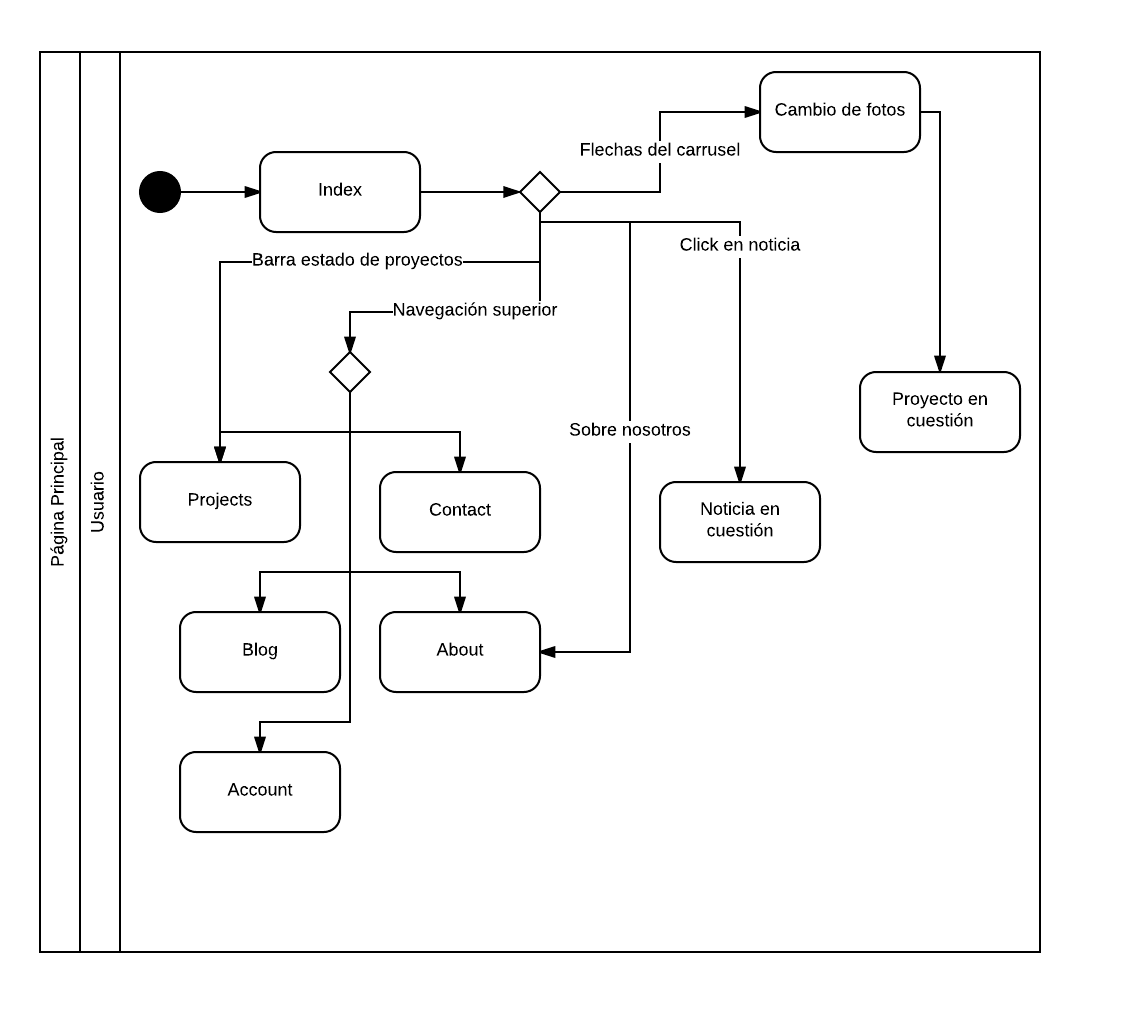 Página Principal
Usuario
Cambio de fotos
Flechas del carrusel
Index
Click en noticia
Barra estado de proyectos
Navegación superior
Proyecto en
cuestión
Sobre nosotros
Projects
Contact
Noticia en
cuestión
Blog
About
Account